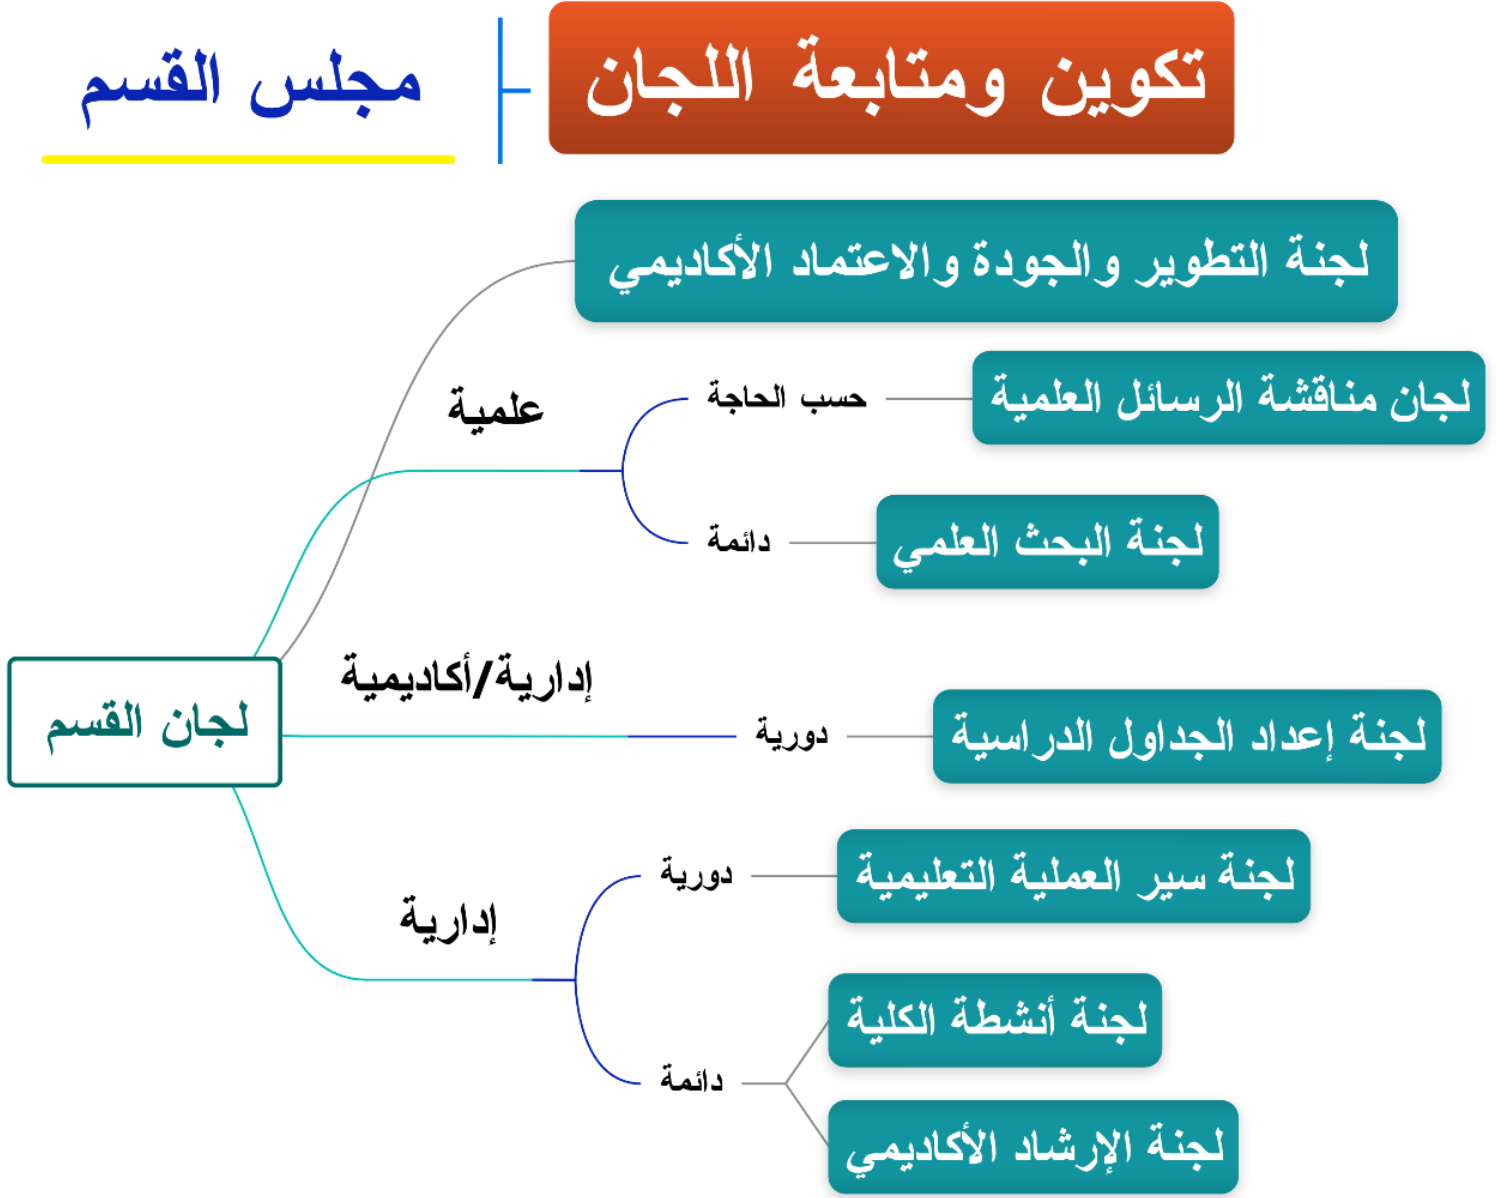 تكوين ومتابعة اللجان
مجلس القسم
لجنة التطوير والجودة والاعتماد الأكاديمي
علمية
حسب الحاجة
لجان مناقشة الرسائل العلمية
دائمة
لجنة البحث العلمي
لجان القسم
إدارية/أكاديمية
دورية
لجنة إعداد الجداول الدراسية
إدارية
دورية
لجنة سير العملية التعليمية
دائمة
لجنة أنشطة الكلية
لجنة الإرشاد الأكاديمي